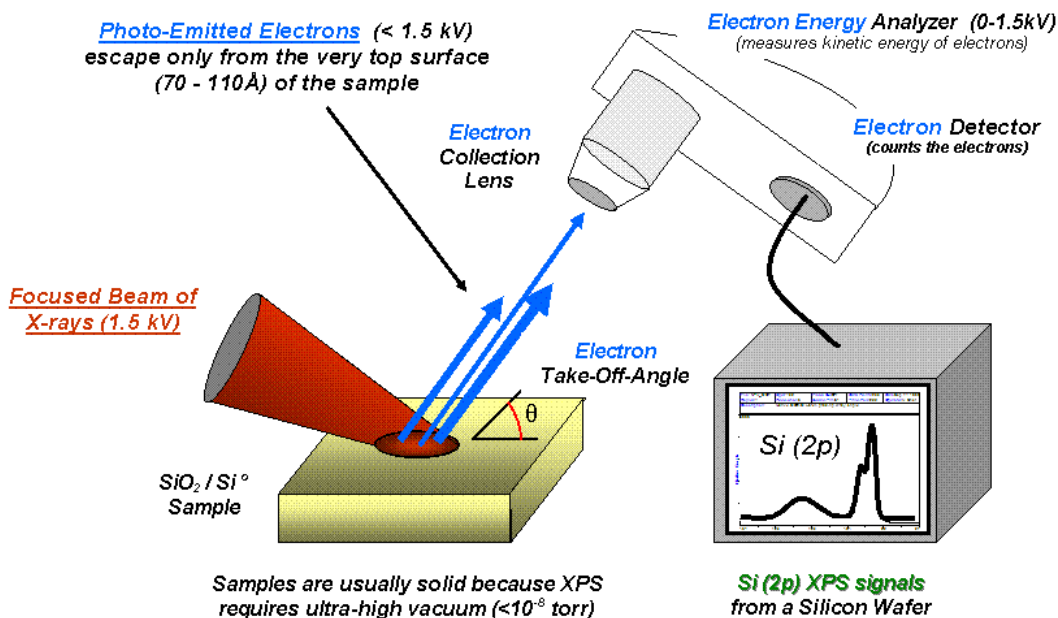 Photo-Emitted Electrons (< 1.5 kV)
escape only from the very top surface
(70 - 110Å) of the sample
Electron Energy Analyzer (0-1.5kV)
(measures kinetic energy of electrons)
Electron Detector
(counts the electrons)
Electron
Collection
Lens
Focused Beam of
X-rays (1.5 kV)
Electron
Take-Off-Angle
θ
SiO₂ / Si°
Sample
Si (2p)
Samples are usually solid because XPS
requires ultra-high vacuum (<10⁻⁸ torr)
Si (2p) XPS signals
from a Silicon Wafer